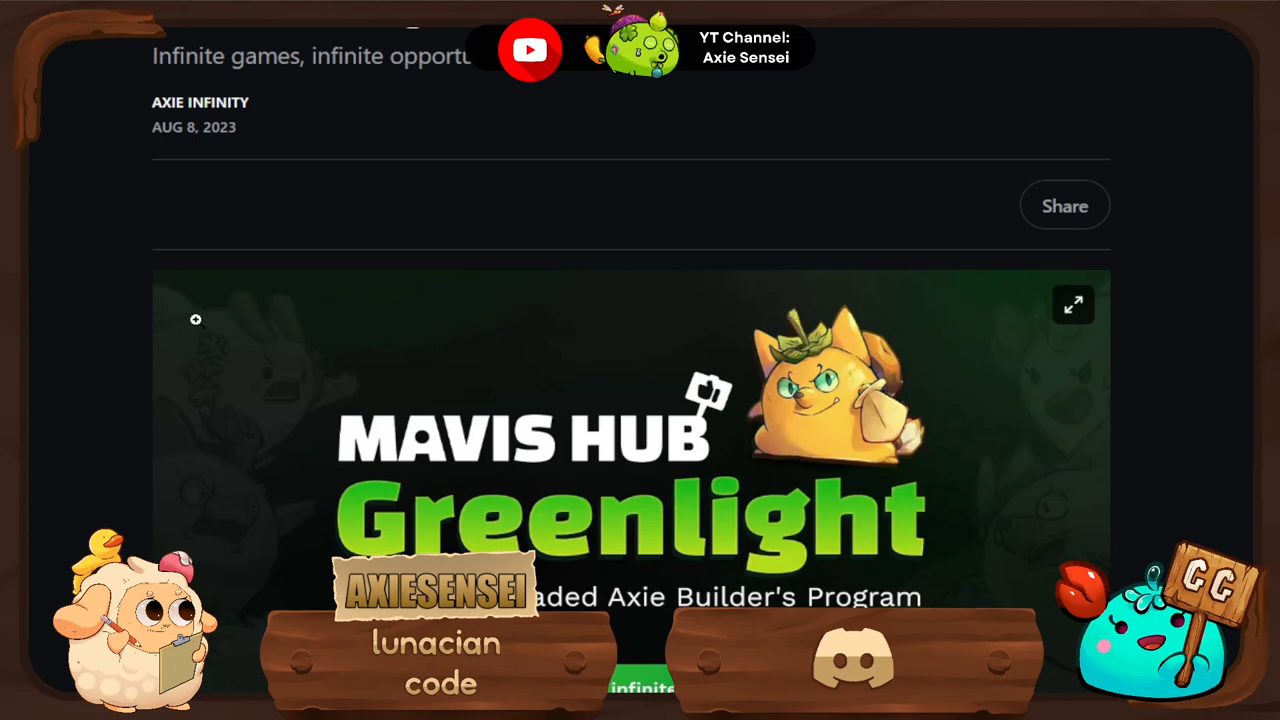 Infinite games, infinite opportu
YT Channel:
Axie Sensei
AXIE INFINITY
AUG 8, 2023
Share
MAVIS HUB
Greenlight
aded Axie Builder's Program
AXIESENSEI
lunacian
code
infinite
GG